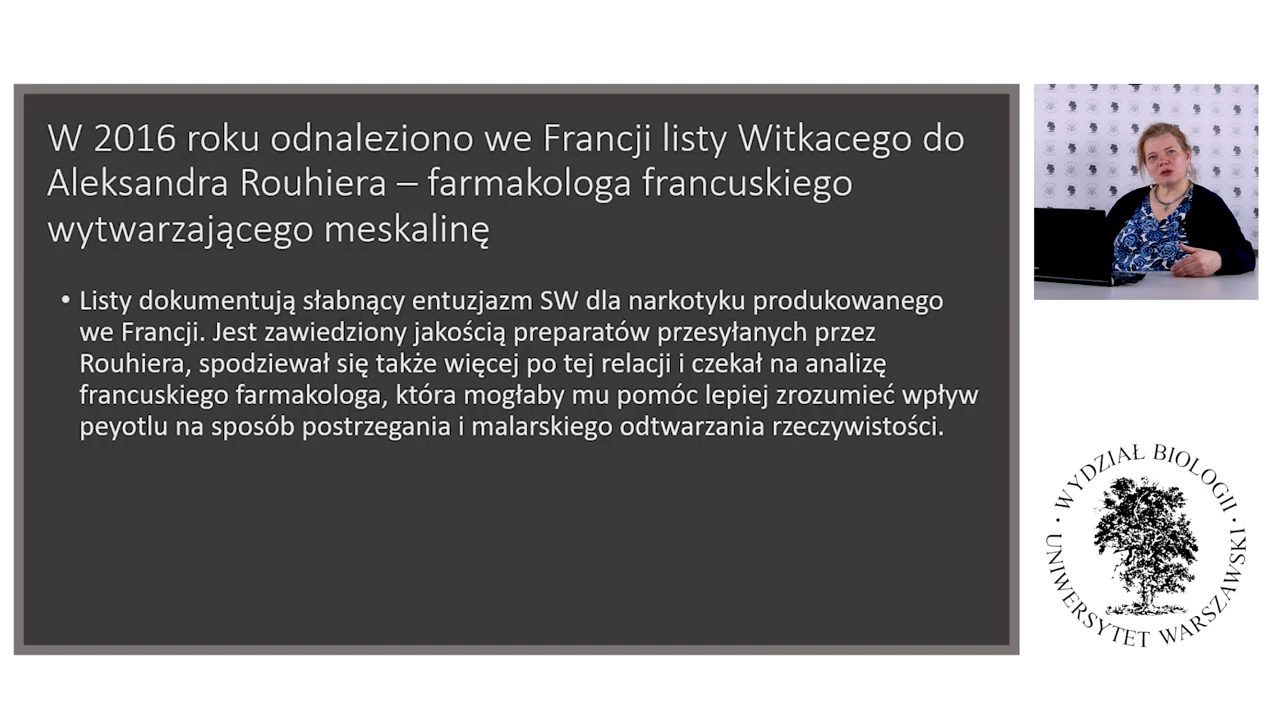 W 2016 roku odnaleziono we Francji listy Witkacego do
Aleksandra Rouhiera – farmakologa francuskiego
wytwarzającego meskalinę
• Listy dokumentują słabnący entuzjazm SW dla narkotyku produkowanego
we Francji. Jest zawiedziony jakością preparatów przesyłanych przez
Rouhiera, spodziewał się także więcej po tej relacji i czekał na analizę
francuskiego farmakologa, która mogłaby mu pomóc lepiej zrozumieć wpływ
peyotlu na sposób postrzegania i malarskiego odtwarzania rzeczywistości.
• WYDZIAŁ BIOLOGII •
UNIWERSYTET WARSZAWSKI